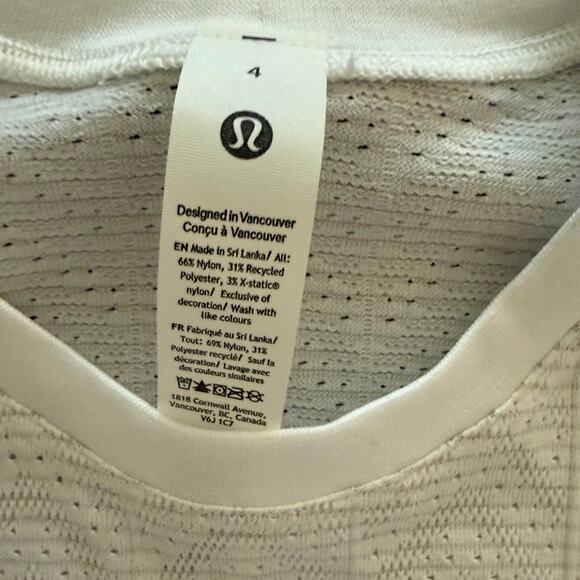 4
Designed in Vancouver
Conçu à Vancouver
EN Made in Sri Lanka/ All:
66% Nylon, 31% Recycled
Polyester, 3% X-static®
nylon/ Exclusive of
decoration/ Wash with
like colours
FR Fabriqué au Sri Lanka/
Tout: 69% Nylon, 31%
Polyester recyclé/ Sauf la
décoration/ Lavage avec
des couleurs similaires
1818 Cornwall Avenue,
Vancouver, BC, Canada
V6J 1C7